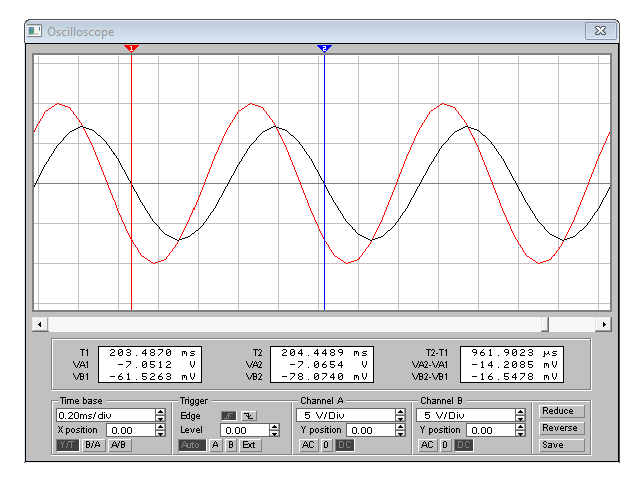 Oscilloscope
1 2
T1 203.4870 ms T2 204.4489 ms T2-T1 961.9023 µs
VA1 -7.0512 V VA2 -7.0654 V VA2-VA1 -14.2085 mV
VB1 -61.5263 mV VB2 -78.0740 mV VB2-VB1 -16.5478 mV
Time base Trigger Channel A Channel B
0.20ms/div Edge 5 V/Div 5 V/Div Reduce
X position 0.00 Level 0.00 Y position 0.00 Y position 0.00 Reverse
Y/T B/A A/B Auto A B Ext AC 0 DC AC 0 DC Save